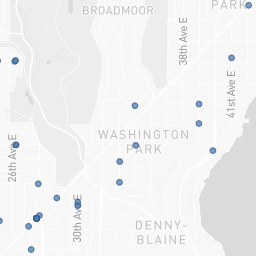 BROADMOOR
PARK
38th Ave E
41st Ave E
WASHINGTON
PARK
26th Ave E
30th Ave E
DENNY-
BLAINE